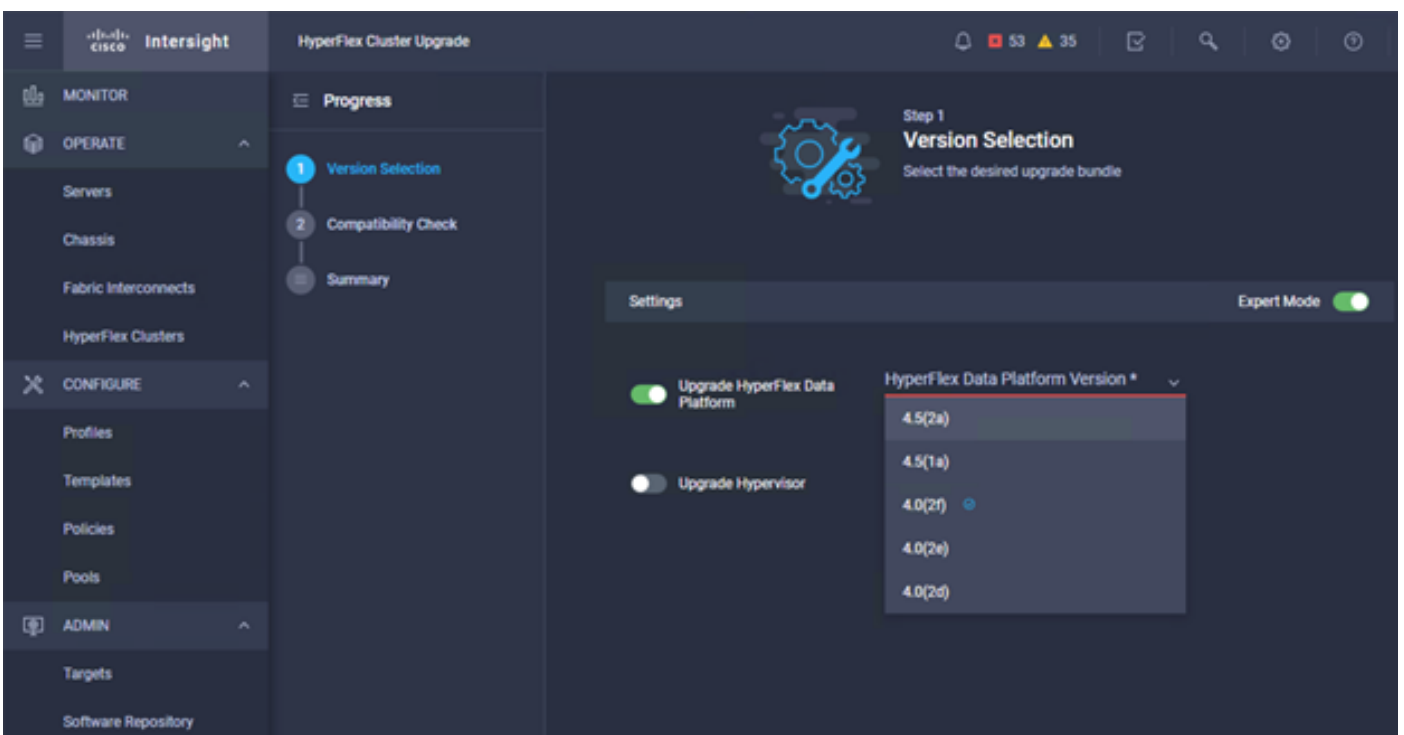 cisco Intersight
HyperFlex Cluster Upgrade
53
35
MONITOR
OPERATE
Servers
Chassis
Fabric Interconnects
HyperFlex Clusters
CONFIGURE
Profiles
Templates
Policies
Pools
ADMIN
Targets
Software Repository
Progress
1 Version Selection
2 Compatibility Check
Summary
Step 1
Version Selection
Select the desired upgrade bundle
Settings
Expert Mode
Upgrade HyperFlex Data
Platform
HyperFlex Data Platform Version *
4.5(2a)
4.5(1a)
4.0(2f)
4.0(2e)
4.0(2d)
Upgrade Hypervisor